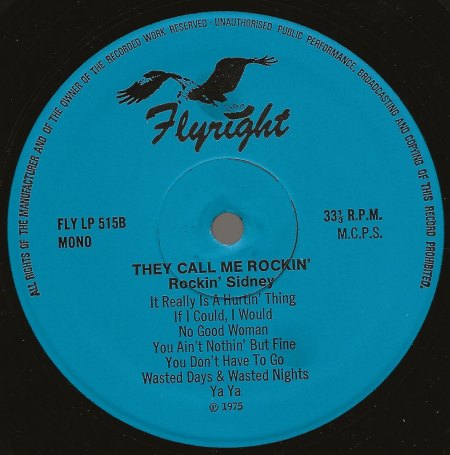 ALL RIGHTS OF THE MANUFACTURER AND OF THE OWNER OF THE RECORDED WORK RESERVED · UNAUTHORISED PUBLIC PERFORMANCE, BROADCASTING AND COPYING OF THIS RECORD PROHIBITED.
Flyright
FLY LP 515B
MONO
33⅓ R.P.M.
M.C.P.S.
THEY CALL ME ROCKIN'
Rockin' Sidney
It Really Is A Hurtin' Thing
If I Could, I Would
No Good Woman
You Ain't Nothin' But Fine
You Don't Have To Go
Wasted Days & Wasted Nights
Ya Ya
℗ 1975